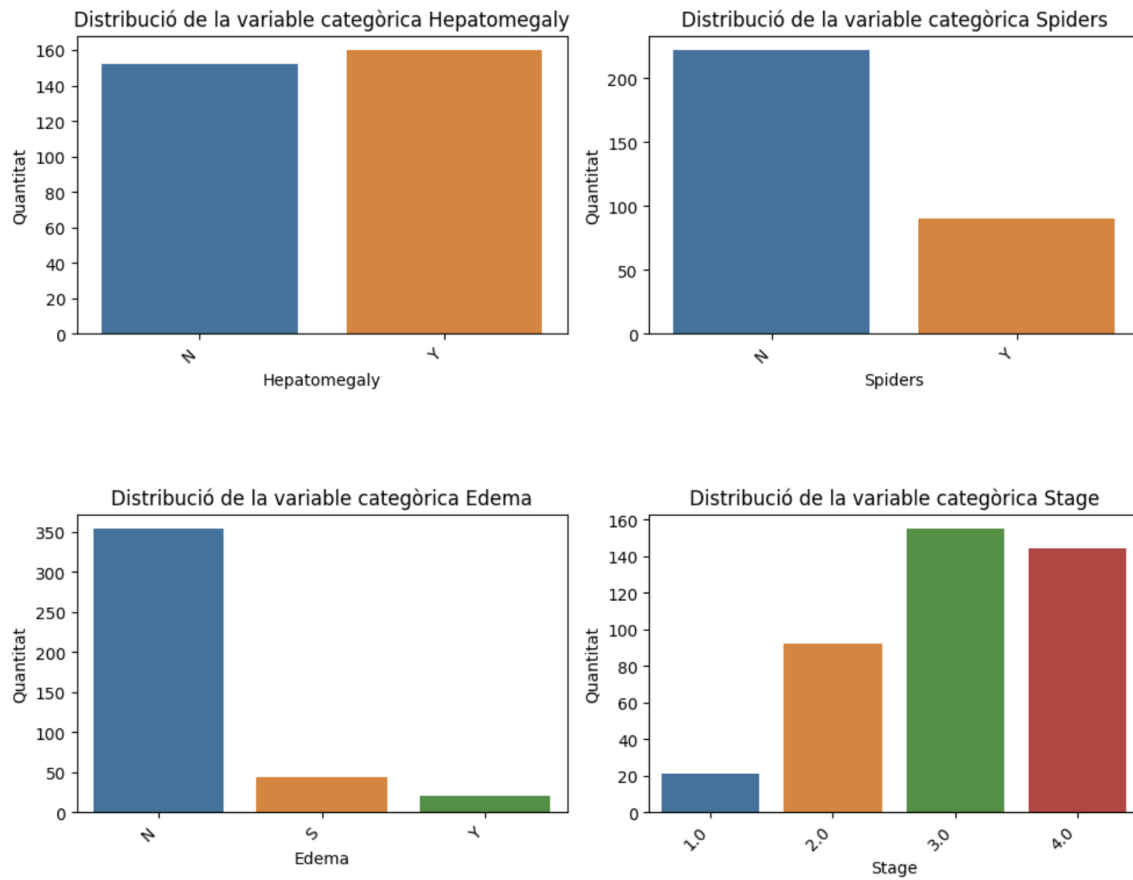 Distribució de la variable categòrica Hepatomegaly
160
140
120
100
80
60
40
20
0
Quantitat
N
Y
Hepatomegaly
Distribució de la variable categòrica Spiders
200
150
100
50
0
Quantitat
N
Y
Spiders
Distribució de la variable categòrica Edema
350
300
250
200
150
100
50
0
Quantitat
N
S
Y
Edema
Distribució de la variable categòrica Stage
160
140
120
100
80
60
40
20
0
Quantitat
1.0
2.0
3.0
4.0
Stage